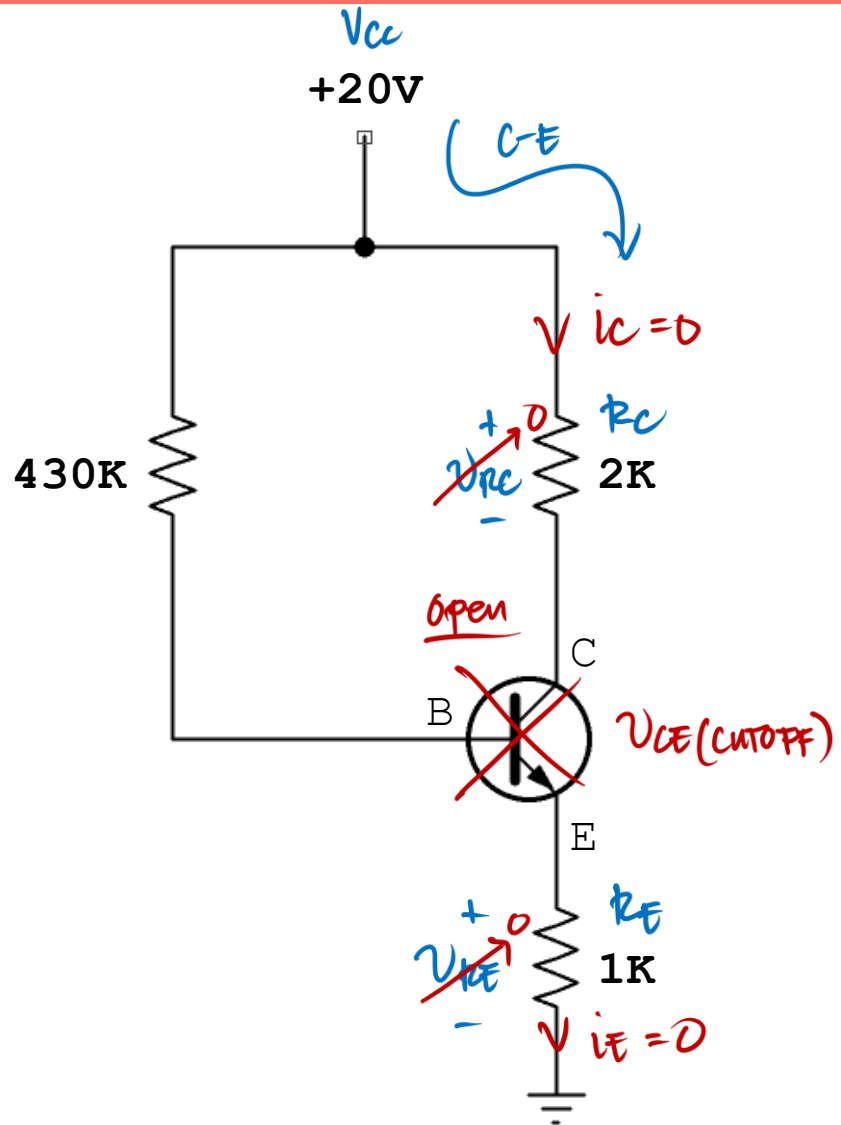 Vcc
+20V
C-E
ic=0
+
0
RC
430K
VRC
2K
-
open
C
B
VCE(CUTOFF)
E
+
0
RE
VRE
1K
-
iE=0